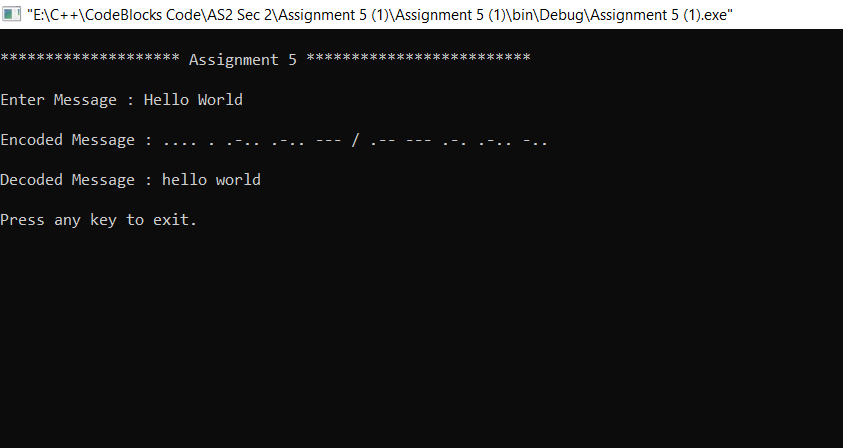 "E:\C++\CodeBlocks Code\AS2 Sec 2\Assignment 5 (1)\Assignment 5 (1)\bin\Debug\Assignment 5 (1).exe"
******************** Assignment 5 *************************
Enter Message : Hello World
Encoded Message : .... . .-.. .-.. --- / .-- --- .-. .-.. -..
Decoded Message : hello world
Press any key to exit.